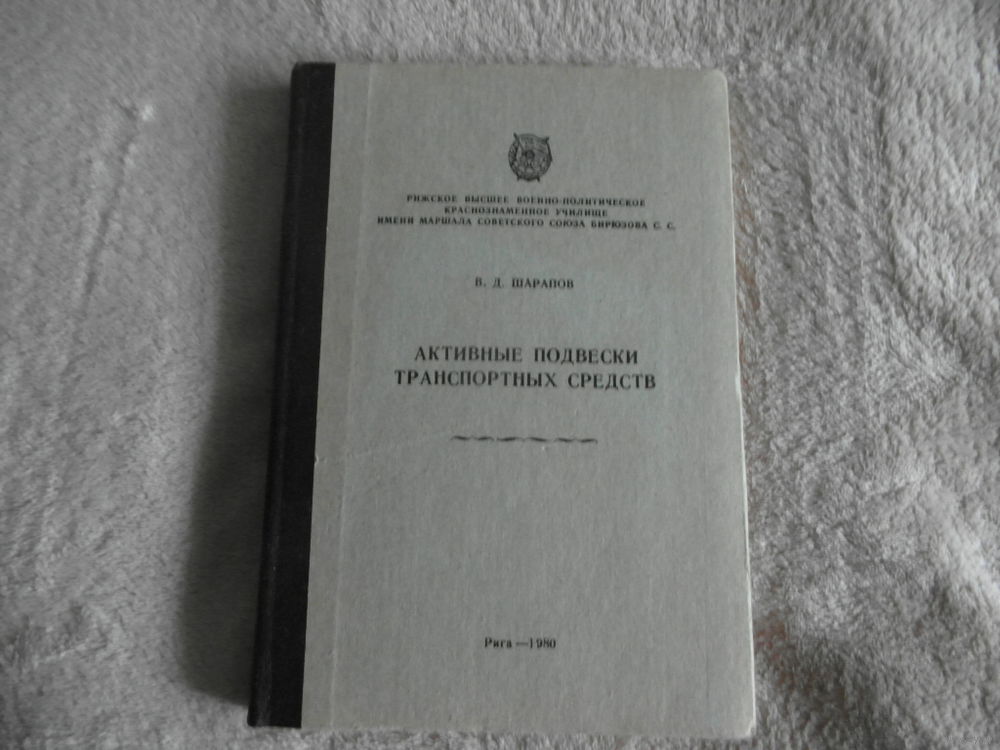 РИЖСКОЕ ВЫСШЕЕ ВОЕННО-ПОЛИТИЧЕСКОЕ
КРАСНОЗНАМЕННОЕ УЧИЛИЩЕ
ИМЕНИ МАРШАЛА СОВЕТСКОГО СОЮЗА БИРЮЗОВА С. С.
В. Д. ШАРАПОВ
АКТИВНЫЕ ПОДВЕСКИ
ТРАНСПОРТНЫХ СРЕДСТВ
Рига — 1980